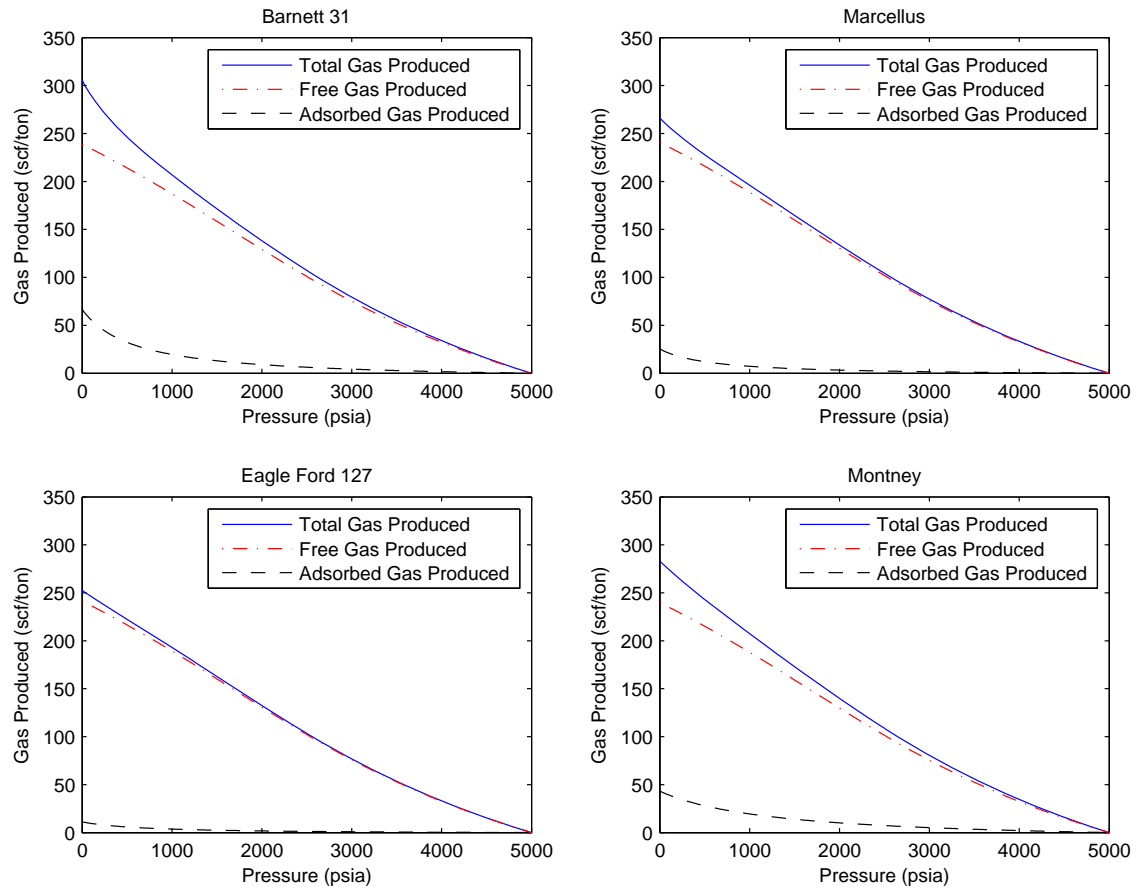 Barnett 31
Gas Produced (scf/ton)
350
300
250
200
150
100
50
0
Total Gas Produced
Free Gas Produced
Adsorbed Gas Produced
0 1000 2000 3000 4000 5000
Pressure (psia)
Marcellus
Gas Produced (scf/ton)
350
300
250
200
150
100
50
0
Total Gas Produced
Free Gas Produced
Adsorbed Gas Produced
0 1000 2000 3000 4000 5000
Pressure (psia)
Eagle Ford 127
Gas Produced (scf/ton)
350
300
250
200
150
100
50
0
Total Gas Produced
Free Gas Produced
Adsorbed Gas Produced
0 1000 2000 3000 4000 5000
Pressure (psia)
Montney
Gas Produced (scf/ton)
350
300
250
200
150
100
50
0
Total Gas Produced
Free Gas Produced
Adsorbed Gas Produced
0 1000 2000 3000 4000 5000
Pressure (psia)